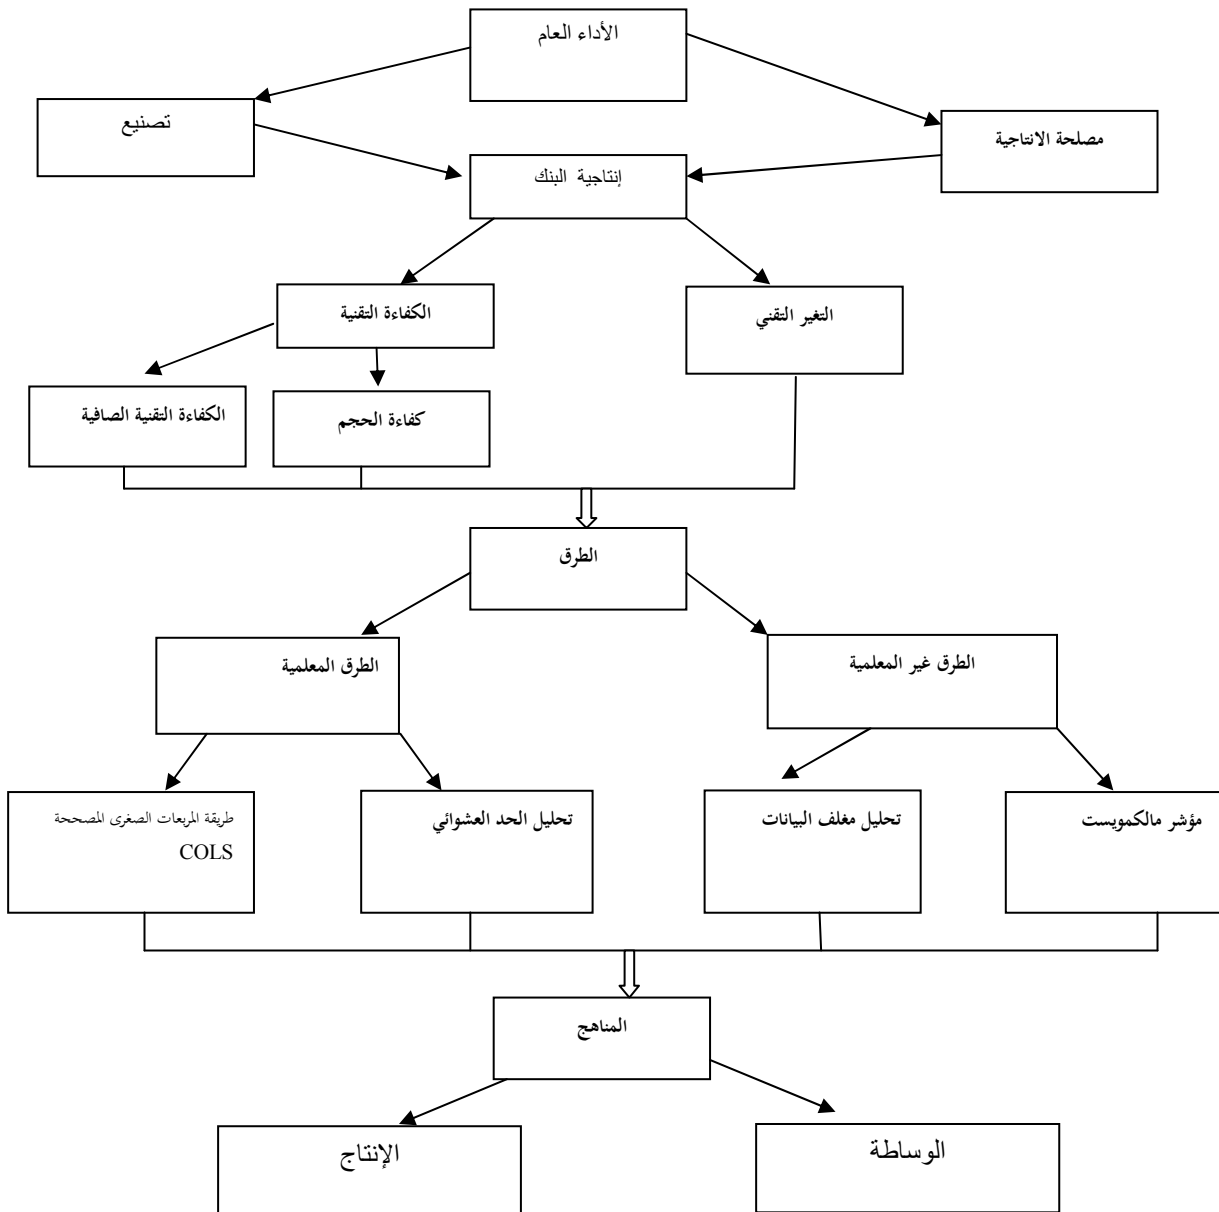 الأداء العام
مصلحة الانتاجية
تصنيع
إنتاجية البنك
التغير التقني
الكفاءة التقنية
كفاءة الحجم
الكفاءة التقنية الصافية
الطرق
الطرق غير المعلمية
الطرق المعلمية
مؤشر مالكمويست
تحليل مغلف البيانات
تحليل الحد العشوائي
طريقة المربعات الصغرى المصححة
COLS
المناهج
الوساطة
الإنتاج